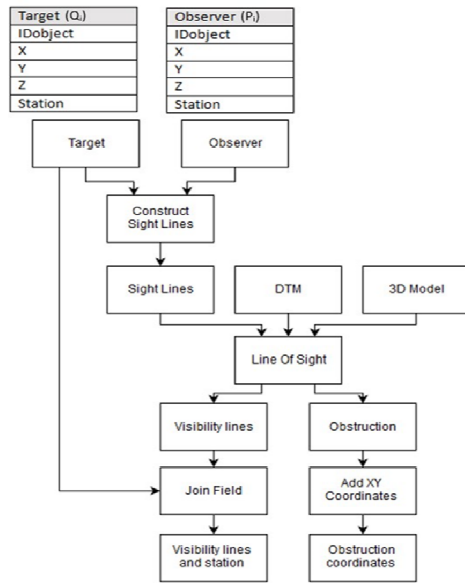 Target (Qᵢ)
IDobject
X
Y
Z
Station
Observer (Pᵢ)
IDobject
X
Y
Z
Station
Target
Observer
Construct
Sight Lines
Sight Lines
DTM
3D Model
Line Of Sight
Visibility lines
Obstruction
Join Field
Add XY
Coordinates
Visibility lines
and station
Obstruction
coordinates